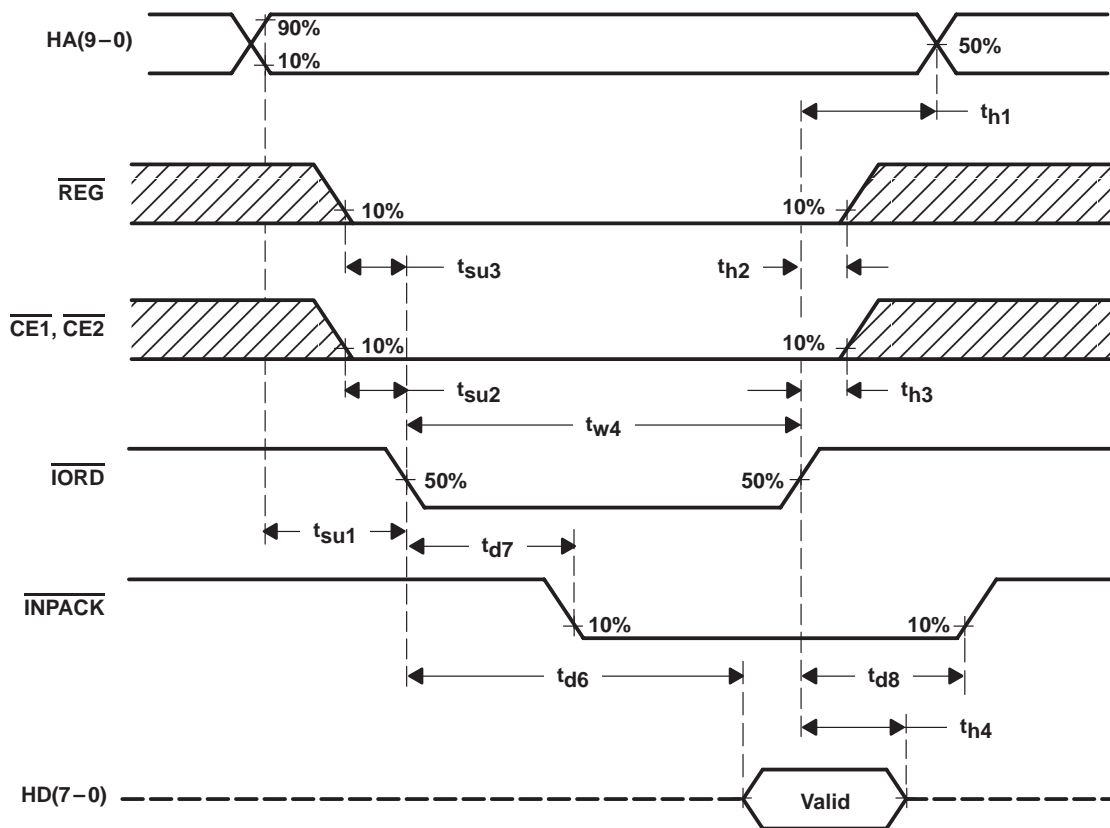 HA(9−0)
90%
10%
50%
th1
REG
10%
10%
tsu3
th2
CE1, CE2
10%
10%
tsu2
th3
tw4
IORD
50%
50%
tsu1
td7
INPACK
10%
10%
td6
td8
th4
HD(7−0)
Valid